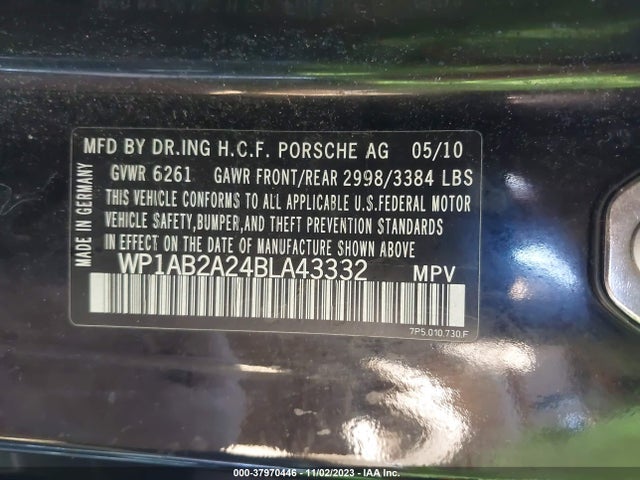 MFD BY DR.ING H.C.F. PORSCHE AG 05/10
GVWR 6261 GAWR FRONT/REAR 2998/3384 LBS
THIS VEHICLE CONFORMS TO ALL APPLICABLE U.S.FEDERAL MOTOR
VEHICLE SAFETY,BUMPER,AND THEFT PREVENTION STANDARDS
IN EFFECT ON THE DATE OF MANUFACTURE SHOWN ABOVE.
WP1AB2A24BLA43332 MPV
7P5.010.730.F
MADE IN GERMANY
000-37970446 - 11/02/2023 - IAA Inc.